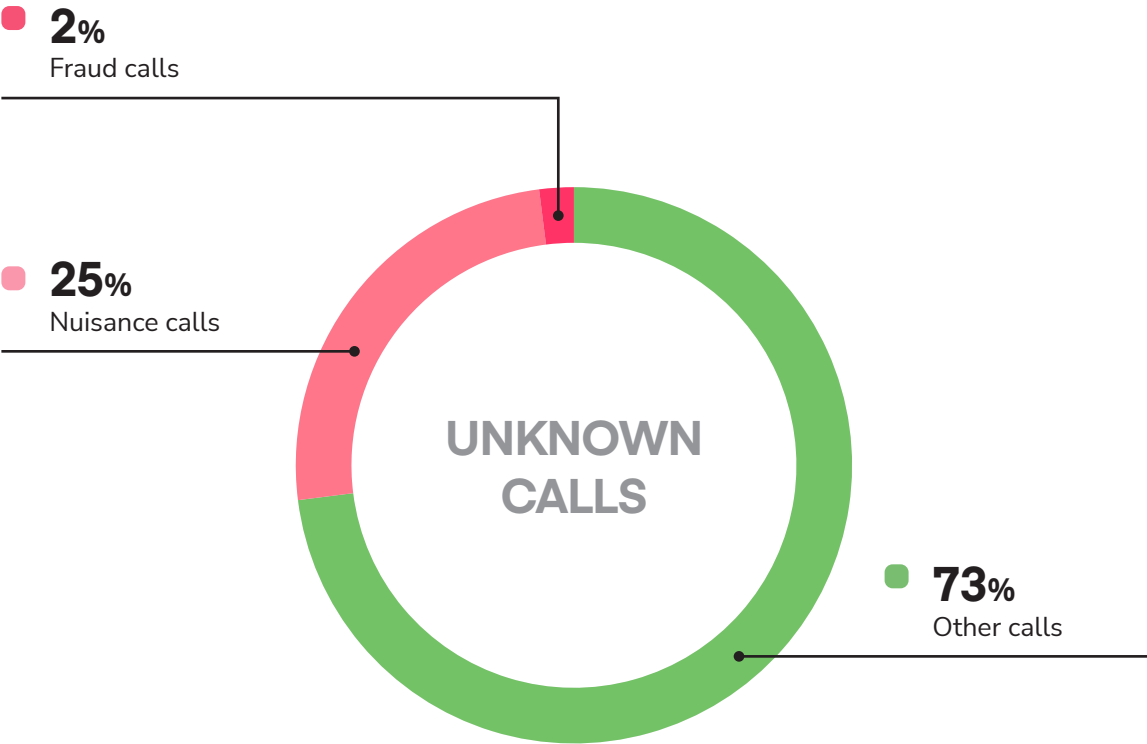 2%
Fraud calls
25%
Nuisance calls
UNKNOWN
CALLS
73%
Other calls